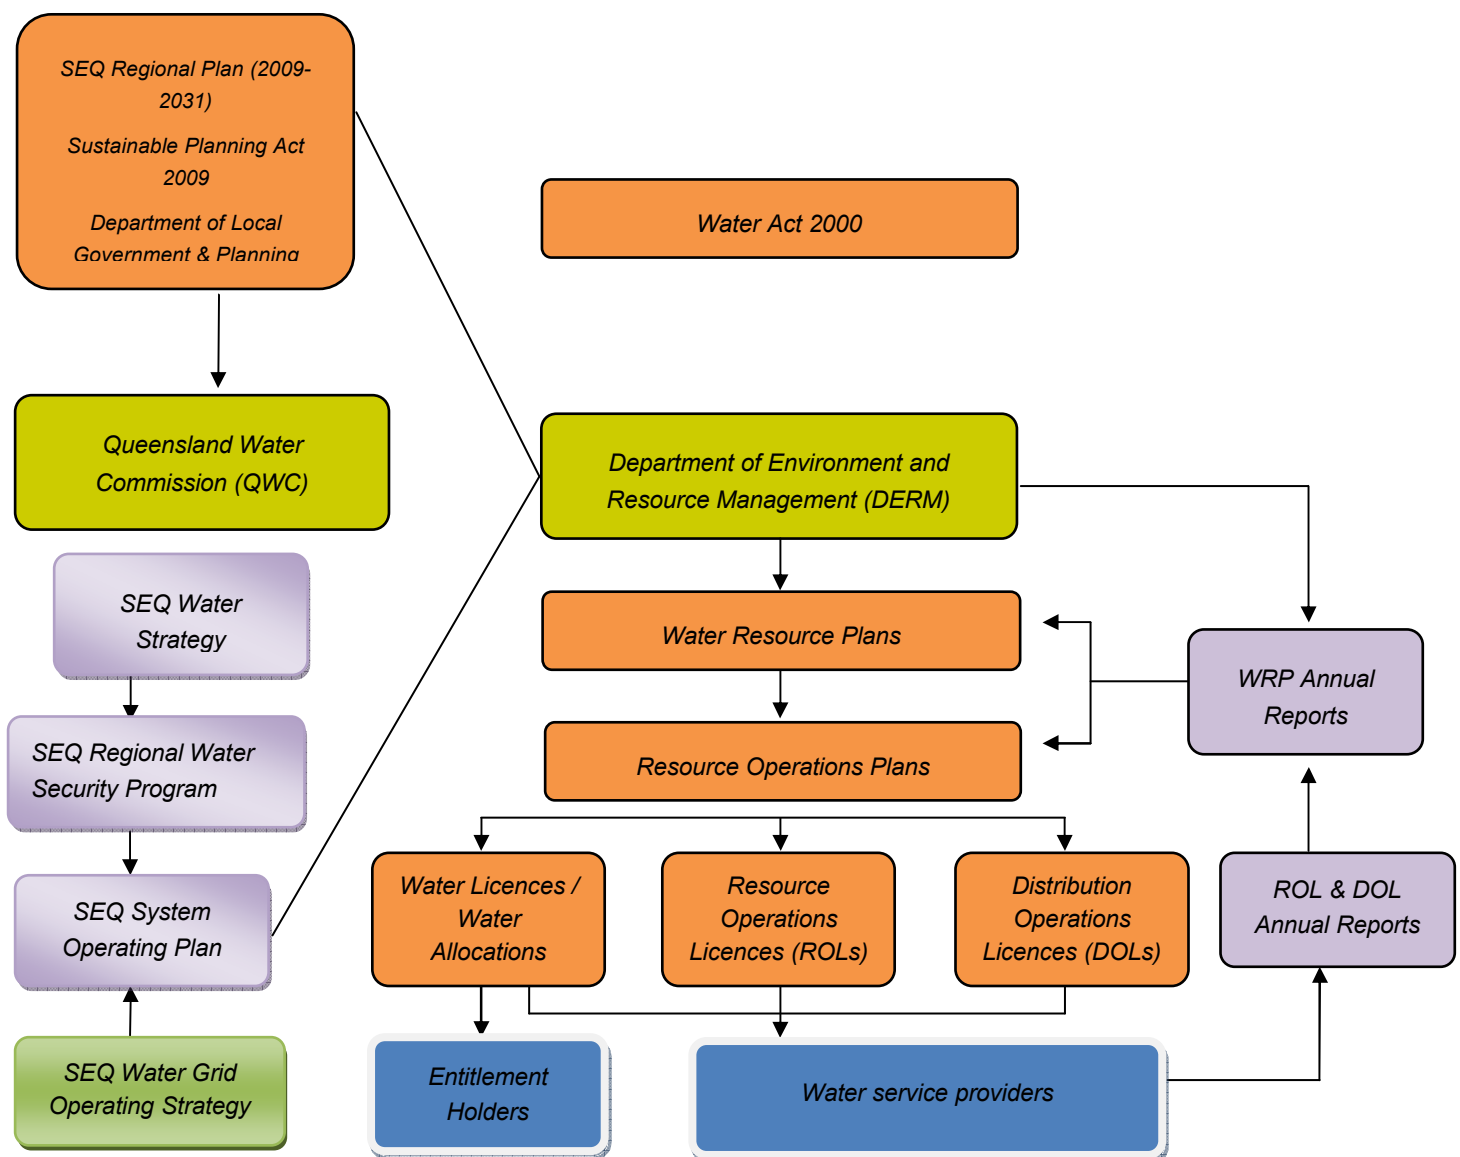 SEQ Regional Plan (2009-
2031)
Sustainable Planning Act
2009
Department of Local
Government & Planning
Water Act 2000
Queensland Water
Commission (QWC)
Department of Environment and
Resource Management (DERM)
SEQ Water
Strategy
Water Resource Plans
WRP Annual
Reports
SEQ Regional Water
Security Program
Resource Operations Plans
SEQ System
Operating Plan
Water Licences /
Water
Allocations
Resource
Operations
Licences (ROLs)
Distribution
Operations
Licences (DOLs)
ROL & DOL
Annual Reports
SEQ Water Grid
Operating Strategy
Entitlement
Holders
Water service providers